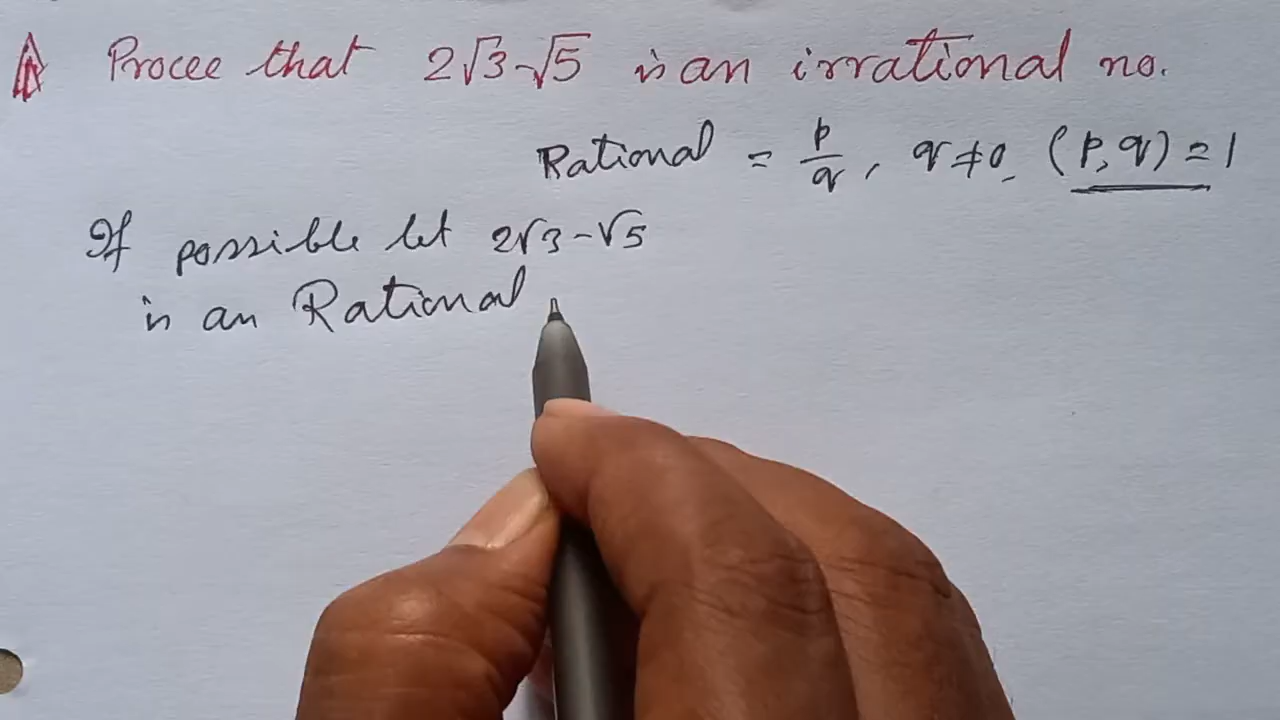 Procee that 2√3-√5 is an irrational no.
Rational = p/q, q≠0, (p,q)=1
If possible let 2√3-√5
is an Rational